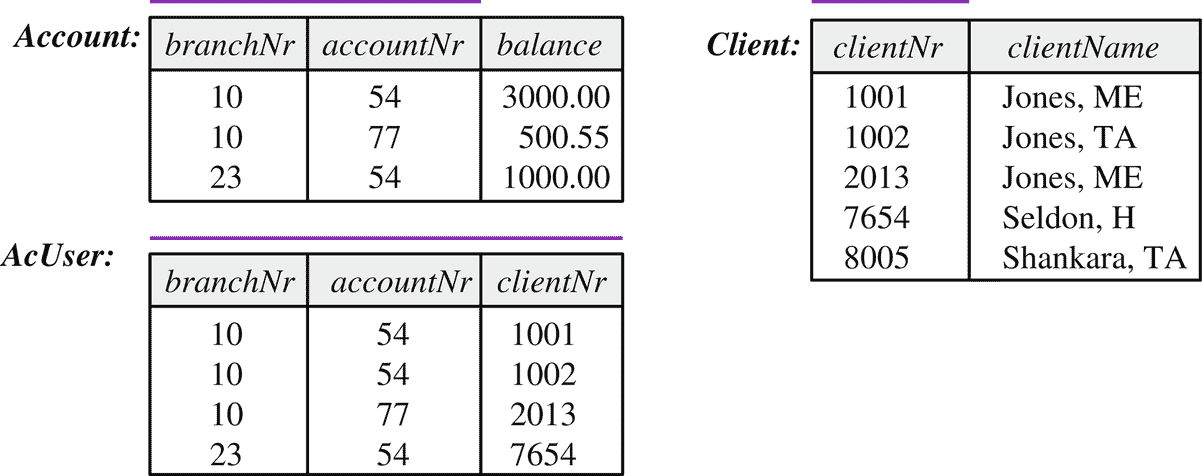 Account:
branchNr accountNr balance
10 54 3000.00
10 77 500.55
23 54 1000.00
AcUser:
branchNr accountNr clientNr
10 54 1001
10 54 1002
10 77 2013
23 54 7654
Client:
clientNr clientName
1001 Jones, ME
1002 Jones, TA
2013 Jones, ME
7654 Seldon, H
8005 Shankara, TA